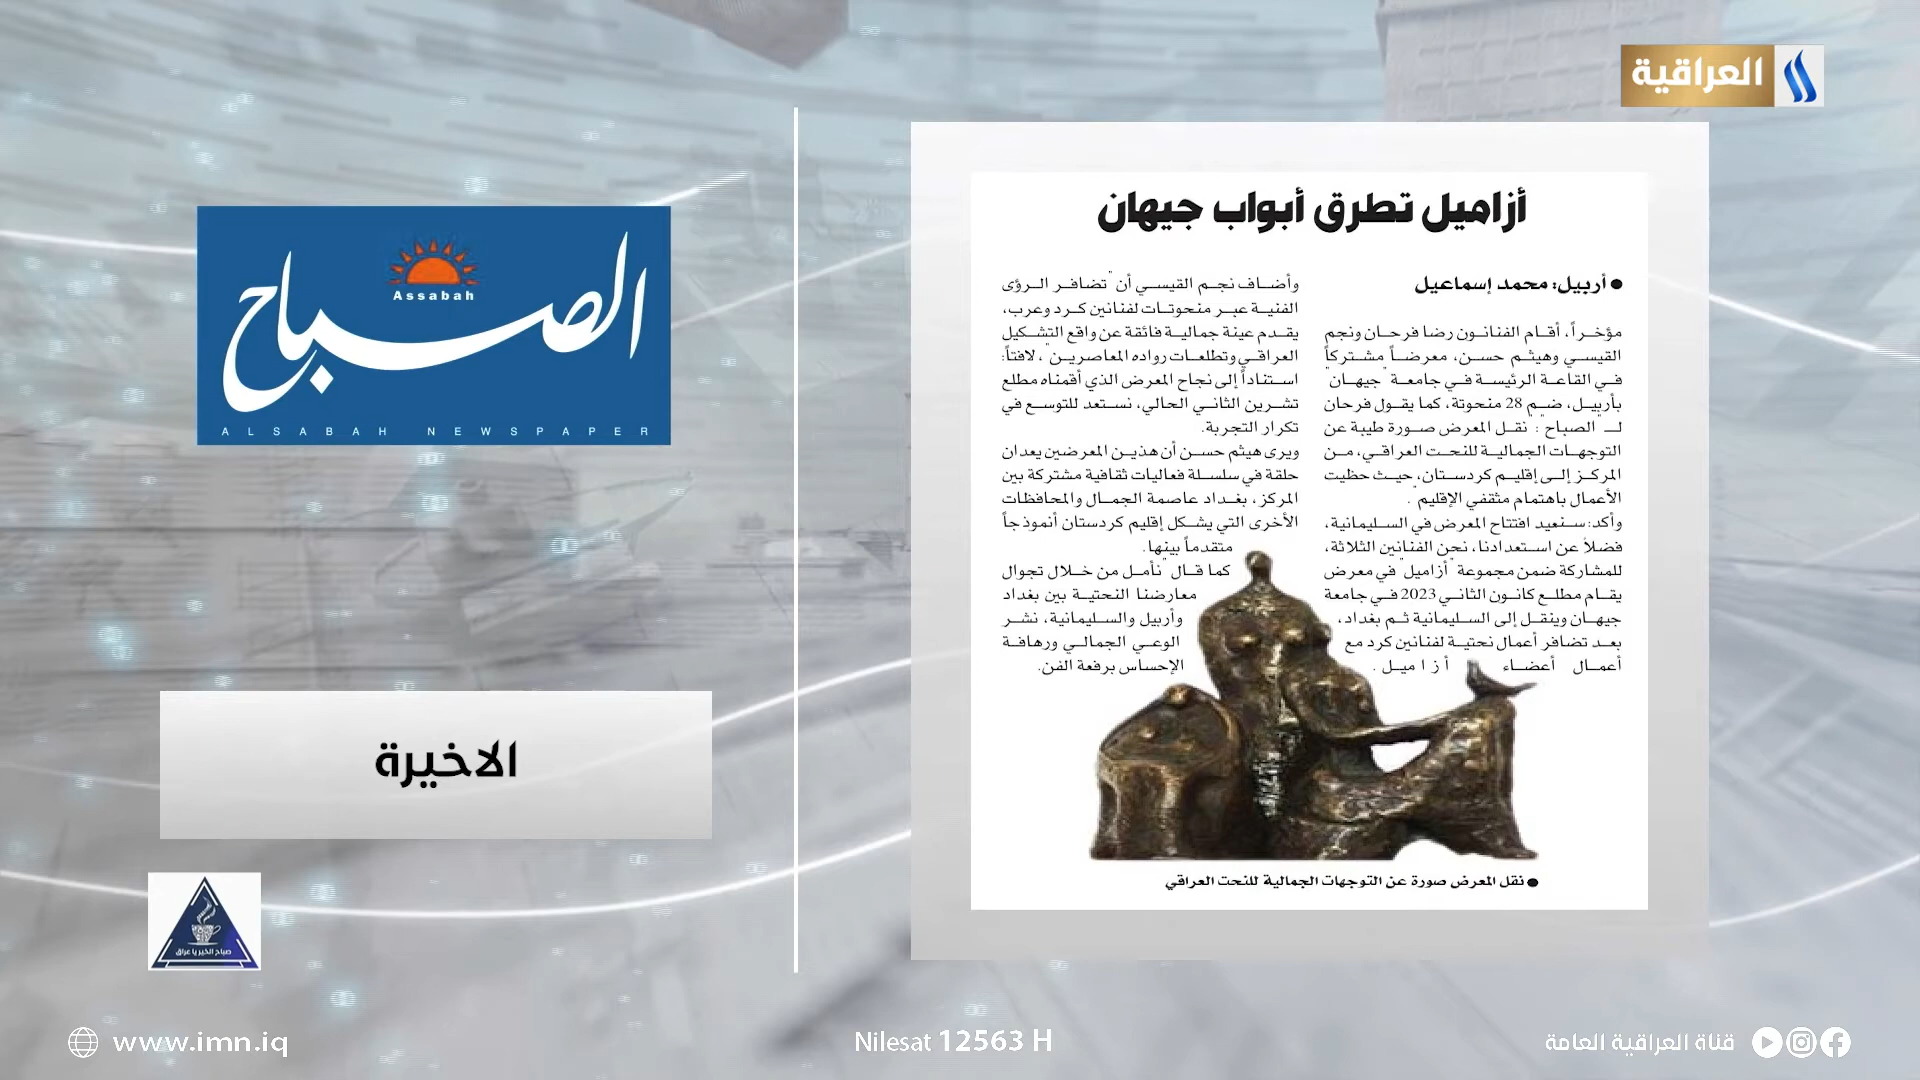 العراقية
Assabah
الصباح
ALSABAH NEWSPAPER
الاخيرة
صباح الخير يا عراق
أزاميل تطرق أبواب جيهان
● أربيل: محمد إسماعيل
مؤخراً، أقام الفنانون رضا فرحان ونجم
القيسي وهيثم حسن، معرضاً مشتركاً
في القاعة الرئيسة في جامعة "جيهان"
بأربيل، ضم 28 منحوتة، كما يقول فرحان
لـ "الصباح": "نقل المعرض صورة طيبة عن
التوجهات الجمالية للنحت العراقي، من
المركز إلى إقليم كردستان، حيث حظيت
الأعمال باهتمام مثقفي الإقليم".
وأكد: سنعيد افتتاح المعرض في السليمانية،
فضلاً عن استعدادنا، نحن الفنانين الثلاثة،
للمشاركة ضمن مجموعة "أزاميل" في معرض
يقام مطلع كانون الثاني 2023 في جامعة
جيهان وينقل إلى السليمانية ثم بغداد،
بعد تضافر أعمال نحتية لفنانين كرد مع
أعمال أعضاء أزاميل.
وأضاف نجم القيسي أن "تضافر الرؤى
الفنية عبر منحوتات لفنانين كرد وعرب،
يقدم عينة جمالية فائقة عن واقع التشكيل
العراقي وتطلعات رواده المعاصرين"، لافتاً:
استناداً إلى نجاح المعرض الذي أقمناه مطلع
تشرين الثاني الحالي، نستعد للتوسع في
تكرار التجربة.
ويرى هيثم حسن أن هذين المعرضين يعدان
حلقة في سلسلة فعاليات ثقافية مشتركة بين
المركز، بغداد عاصمة الجمال والمحافظات
الأخرى التي يشكل إقليم كردستان أنموذجاً
متقدماً بينها.
كما قال "نأمل من خلال تجوال
معارضنا النحتية بين بغداد
وأربيل والسليمانية، نشر
الوعي الجمالي ورهافة
الإحساس برفعة الفن.
● نقل المعرض صورة عن التوجهات الجمالية للنحت العراقي
www.imn.iq
Nilesat 12563 H
قناة العراقية العامة